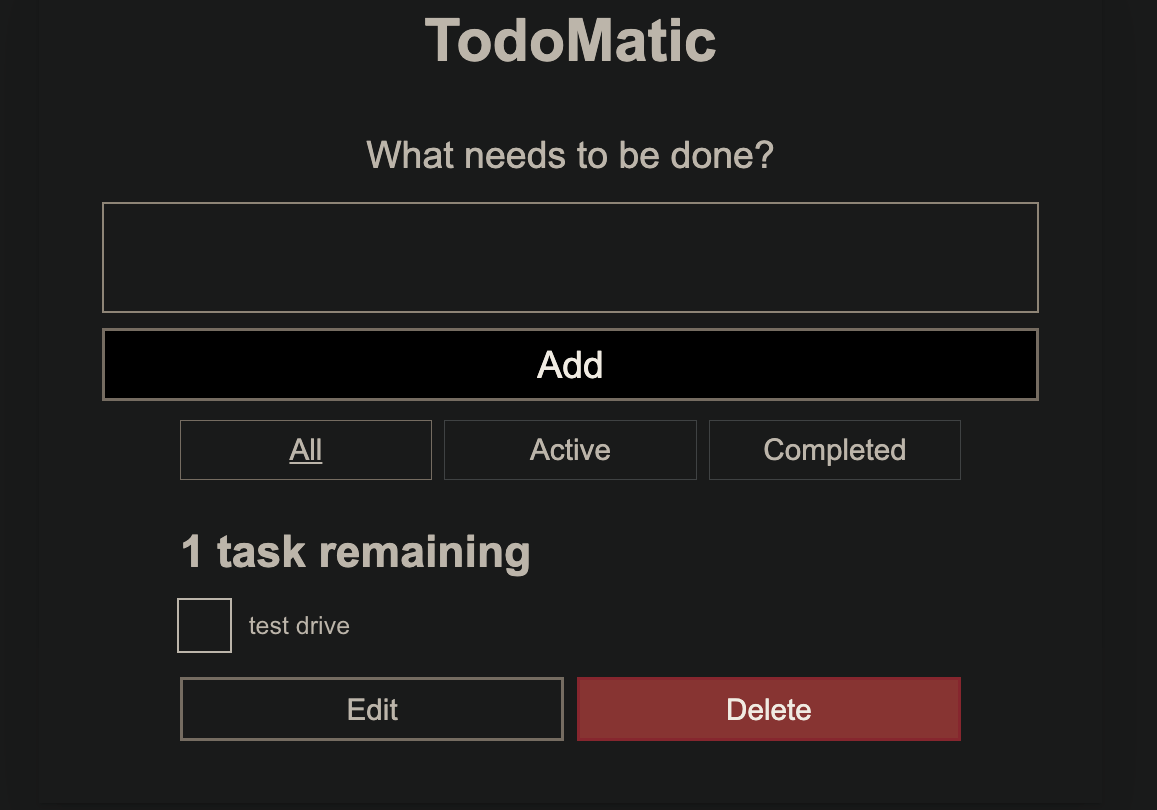 TodoMatic
What needs to be done?
Add
All Active Completed
1 task remaining
test drive
Edit Delete